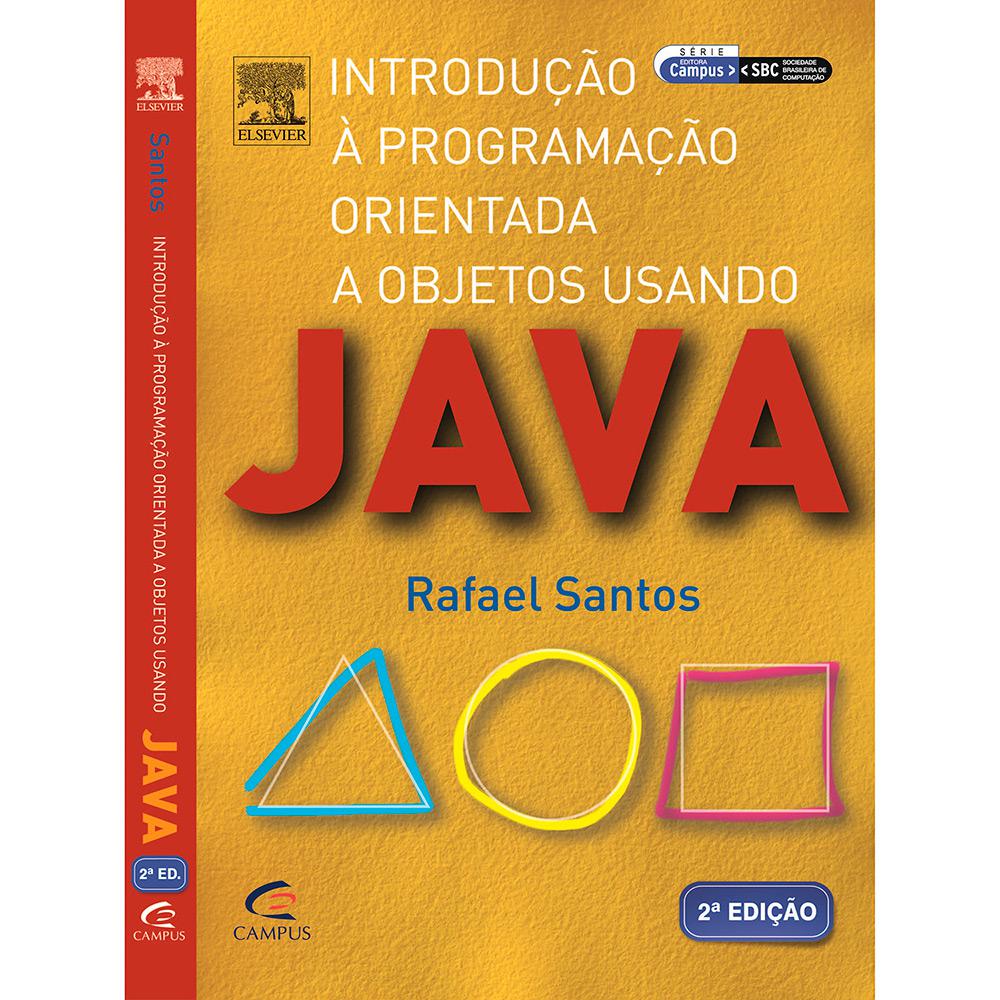 ELSEVIER
Santos
INTRODUÇÃO À PROGRAMAÇÃO ORIENTADA A OBJETOS USANDO
JAVA
2ª ED.
CAMPUS
ELSEVIER
SÉRIE
EDITORA
Campus > < SBC
SOCIEDADE
BRASILEIRA DE
COMPUTAÇÃO
INTRODUÇÃO
À PROGRAMAÇÃO
ORIENTADA
A OBJETOS USANDO
JAVA
Rafael Santos
CAMPUS
2ª EDIÇÃO